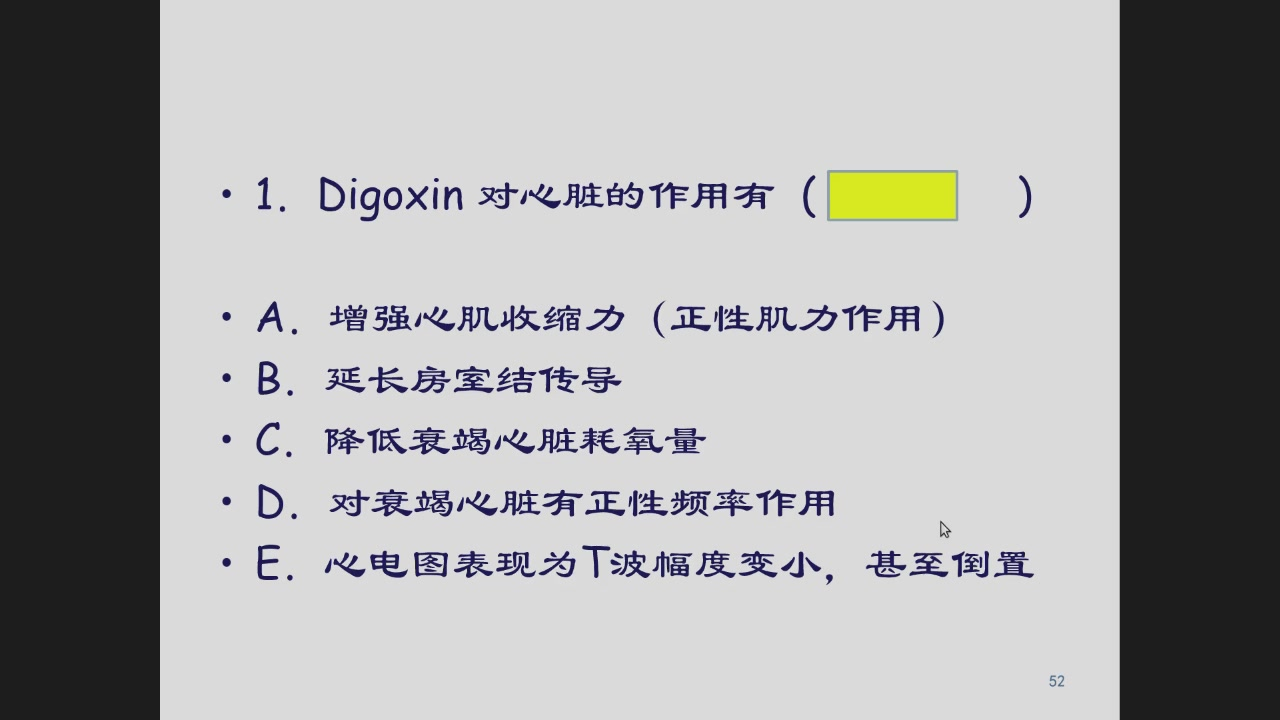 • 1. Digoxin 对心脏的作用有 ( )
• A. 增强心肌收缩力（正性肌力作用）
• B. 延长房室结传导
• C. 降低衰竭心脏耗氧量
• D. 对衰竭心脏有正性频率作用
• E. 心电图表现为T波幅度变小，甚至倒置
52